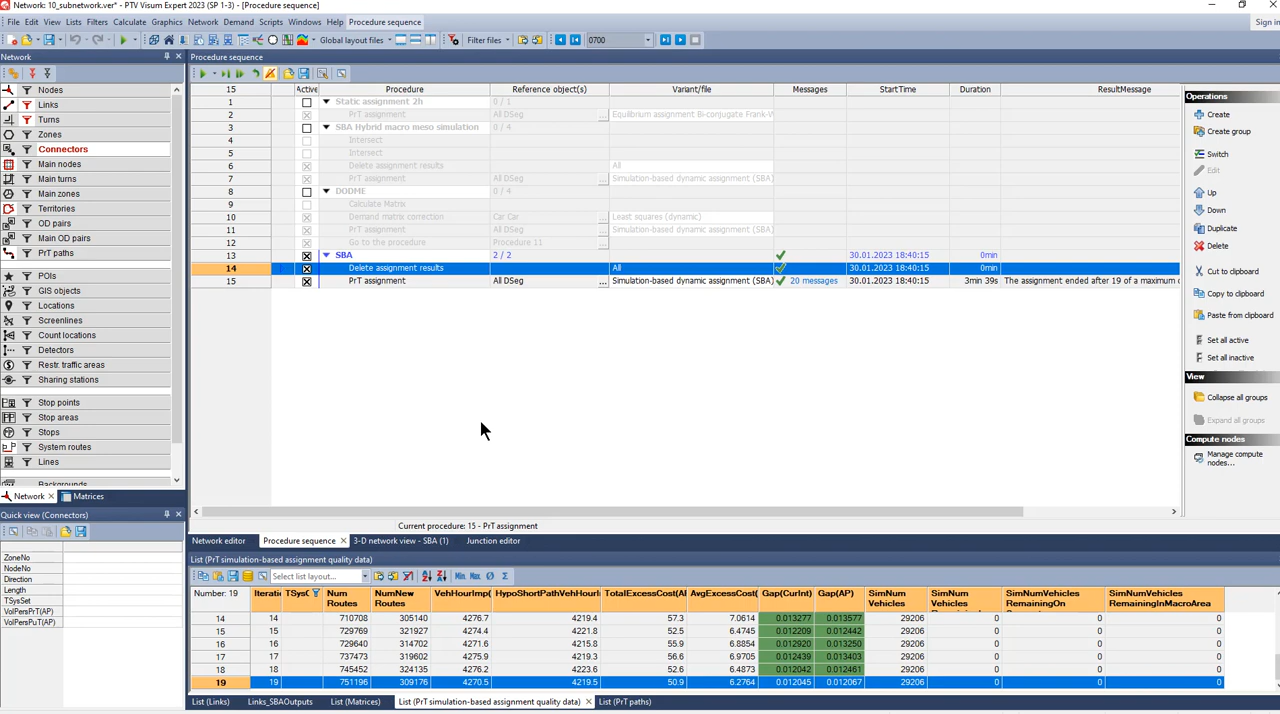 Network: 10_subnetwork.ver* - PTV Visum Expert 2023 (SP 1-3) - [Procedure sequence]
File Edit View Lists Filters Calculate Graphics Network Demand Scripts Windows Help Procedure sequence
Sign in
Global layout files Filter files 0700
Network
Procedure sequence
Nodes
Links
Turns
Zones
Connectors
Main nodes
Main turns
Main zones
Territories
OD pairs
Main OD pairs
PrT paths
POIs
GIS objects
Locations
Screenlines
Count locations
Detectors
Restr. traffic areas
Sharing stations
Stop points
Stop areas
Stops
System routes
Lines
Network Matrices
Quick view (Connectors)
ZoneNo
NodeNo
Direction
Length
TSysSet
VolPersPrT(AP)
VolPersPuT(AP)
15 Active Procedure Reference object(s) Variant/file Messages StartTime Duration ResultMessage
1 Static assignment 2h 0 / 1
2 PrT assignment All DSeg ... Equilibrium assignment Bi-conjugate Frank-W
3 SBA Hybrid macro meso simulation 0 / 4
4 Intersect
5 Intersect
6 Delete assignment results All
7 PrT assignment All DSeg ... Simulation-based dynamic assignment (SBA)
8 DODME 0 / 4
9 Calculate Matrix
10 Demand matrix correction Car Car ... Least squares (dynamic)
11 PrT assignment All DSeg ... Simulation-based dynamic assignment (SBA)
12 Go to the procedure Procedure 11 ...
13 SBA 2 / 2 30.01.2023 18:40:15 0min
14 Delete assignment results All 30.01.2023 18:40:15 0min
15 PrT assignment All DSeg ... Simulation-based dynamic assignment (SBA) 20 messages 30.01.2023 18:40:15 3min 39s The assignment ended after 19 of a maximum
Operations
Create
Create group
Switch
Edit
Up
Down
Duplicate
Delete
Cut to clipboard
Copy to clipboard
Paste from clipboard
Set all active
Set all inactive
View
Collapse all groups
Expand all groups
Compute nodes
Manage compute
nodes...
Current procedure: 15 - PrT assignment
Network editor Procedure sequence 3-D network view - SBA (1) Junction editor
List (PrT simulation-based assignment quality data)
Select list layout... Min Max Ø Σ
Number: 19 Iteratic TSysC Num Routes NumNew Routes VehHourImp( HypoShortPathVehHourI TotalExcessCost(A AvgExcessCost( Gap(CurInt) Gap(AP) SimNum Vehicles SimNum Vehicles SimNumVehicles RemainingOn SimNumVehicles RemainingInMacroArea
14 14 710708 305140 4276.7 4219.4 57.3 7.0614 0.013277 0.013577 29206 0 0 0
15 15 729769 321927 4274.4 4221.8 52.5 6.4745 0.012209 0.012442 29206 0 0 0
16 16 729640 314702 4271.6 4215.8 55.9 6.8854 0.012920 0.013250 29206 0 0 0
17 17 737473 319602 4276.2 4219.6 56.6 6.9705 0.012439 0.013403 29206 0 0 0
18 18 745452 324135 4276.2 4223.6 52.6 6.4873 0.012042 0.012461 29206 0 0 0
19 19 751196 309176 4270.5 4219.5 50.9 6.2764 0.012045 0.012067 29206 0 0 0
List (Links) Links_SBAOutputs List (Matrices) List (PrT simulation-based assignment quality data) List (PrT paths)